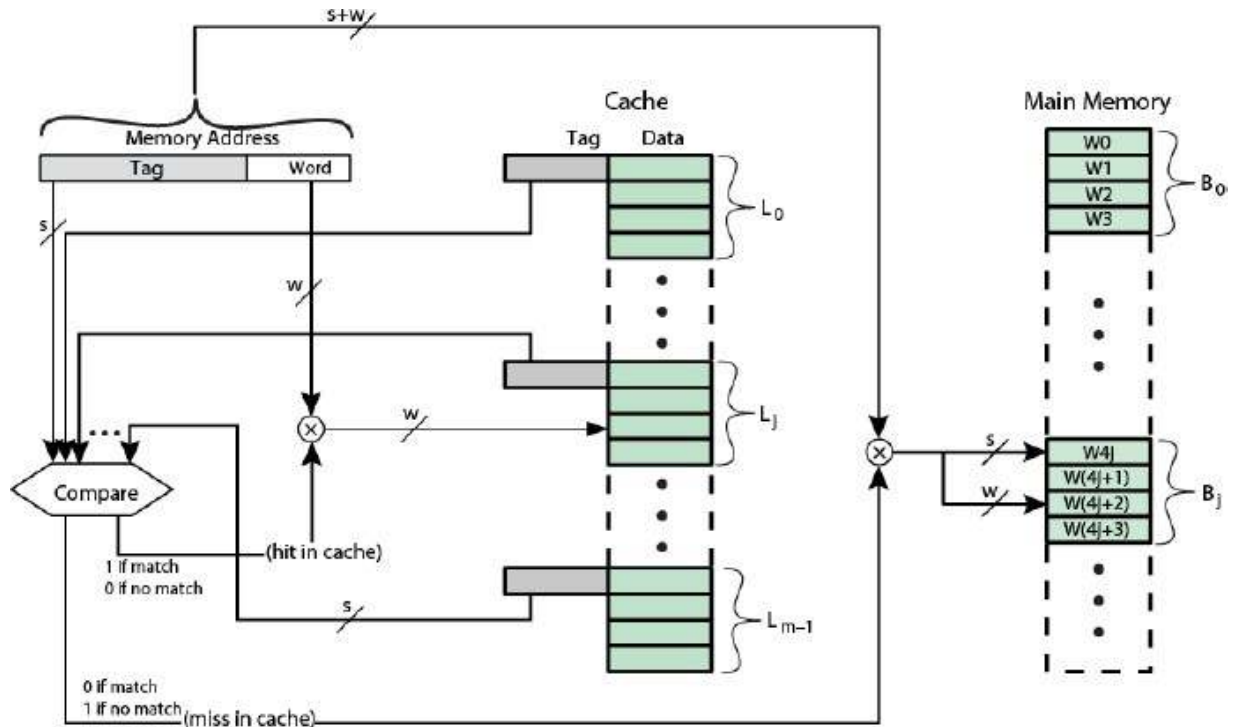 s+w
Cache
Main Memory
Memory Address
Tag Data
Tag Word
W0
W1
W2
W3
B0
L0
s
w
w
Lj
Compare
(hit in cache)
1 if match
0 if no match
s
w
W4j
W(4j+1)
W(4j+2)
W(4j+3)
Bj
s
Lm–1
0 if match
1 if no match
(miss in cache)